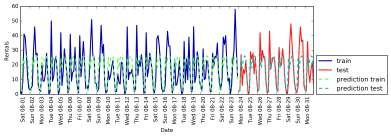 60
50
40
30
20
10
0
Rentals
Sat 08-01
Sun 08-02
Mon 08-03
Tue 08-04
Wed 08-05
Thu 08-06
Fri 08-07
Sat 08-08
Sun 08-09
Mon 08-10
Tue 08-11
Wed 08-12
Thu 08-13
Fri 08-14
Sat 08-15
Sun 08-16
Mon 08-17
Tue 08-18
Wed 08-19
Thu 08-20
Fri 08-21
Sat 08-22
Sun 08-23
Mon 08-24
Tue 08-25
Wed 08-26
Thu 08-27
Fri 08-28
Sat 08-29
Sun 08-30
Mon 08-31
Date
train
test
prediction train
prediction test